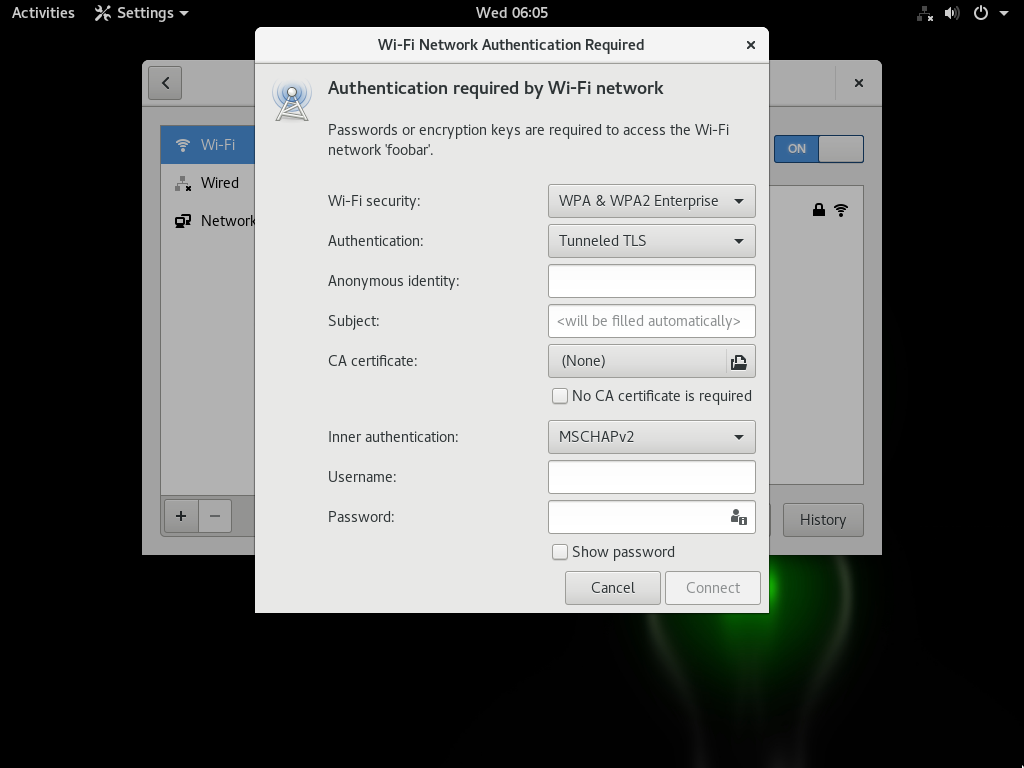 Activities
Settings
Wed 06:05
Wi-Fi Network Authentication Required
Authentication required by Wi-Fi network
Passwords or encryption keys are required to access the Wi-Fi
network 'foobar'.
Wi-Fi
Wired
Network
ON
Wi-Fi security:
WPA & WPA2 Enterprise
Authentication:
Tunneled TLS
Anonymous identity:
Subject:
<will be filled automatically>
CA certificate:
(None)
No CA certificate is required
Inner authentication:
MSCHAPv2
Username:
Password:
Show password
History
Cancel
Connect